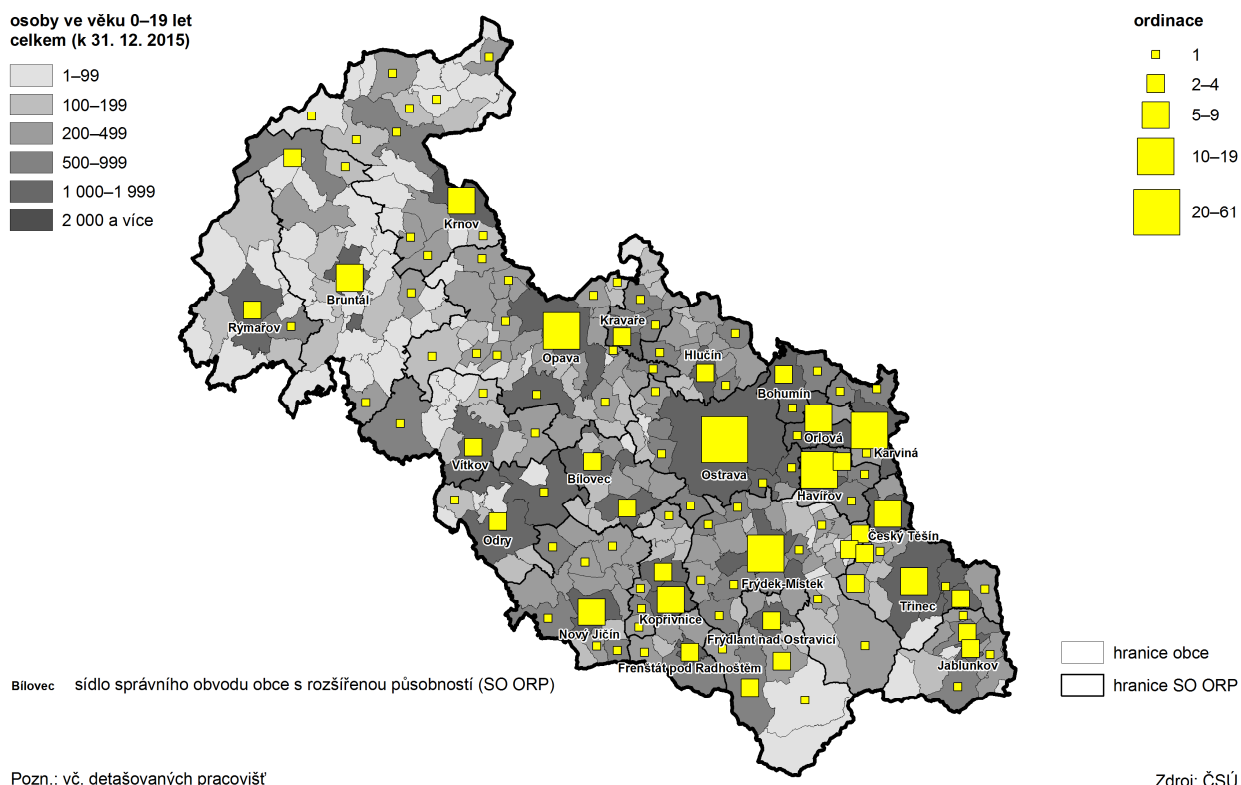 osoby ve věku 0–19 let
celkem (k 31. 12. 2015)
1–99
100–199
200–499
500–999
1 000–1 999
2 000 a více
ordinace
1
2–4
5–9
10–19
20–61
Krnov
Bruntál
Rýmařov
Opava
Kravaře
Hlučín
Bohumín
Orlová
Karviná
Ostrava
Havířov
Vítkov
Bílovec
Český Těšín
Odry
Frýdek-Místek
Třinec
Kopřivnice
Nový Jičín
Frýdlant nad Ostravicí
Frenštát pod Radhoštěm
Jablunkov
hranice obce
hranice SO ORP
Bílovec sídlo správního obvodu obce s rozšířenou působností (SO ORP)
Pozn.: vč. detašovaných pracovišť
Zdroj: ČSÚ